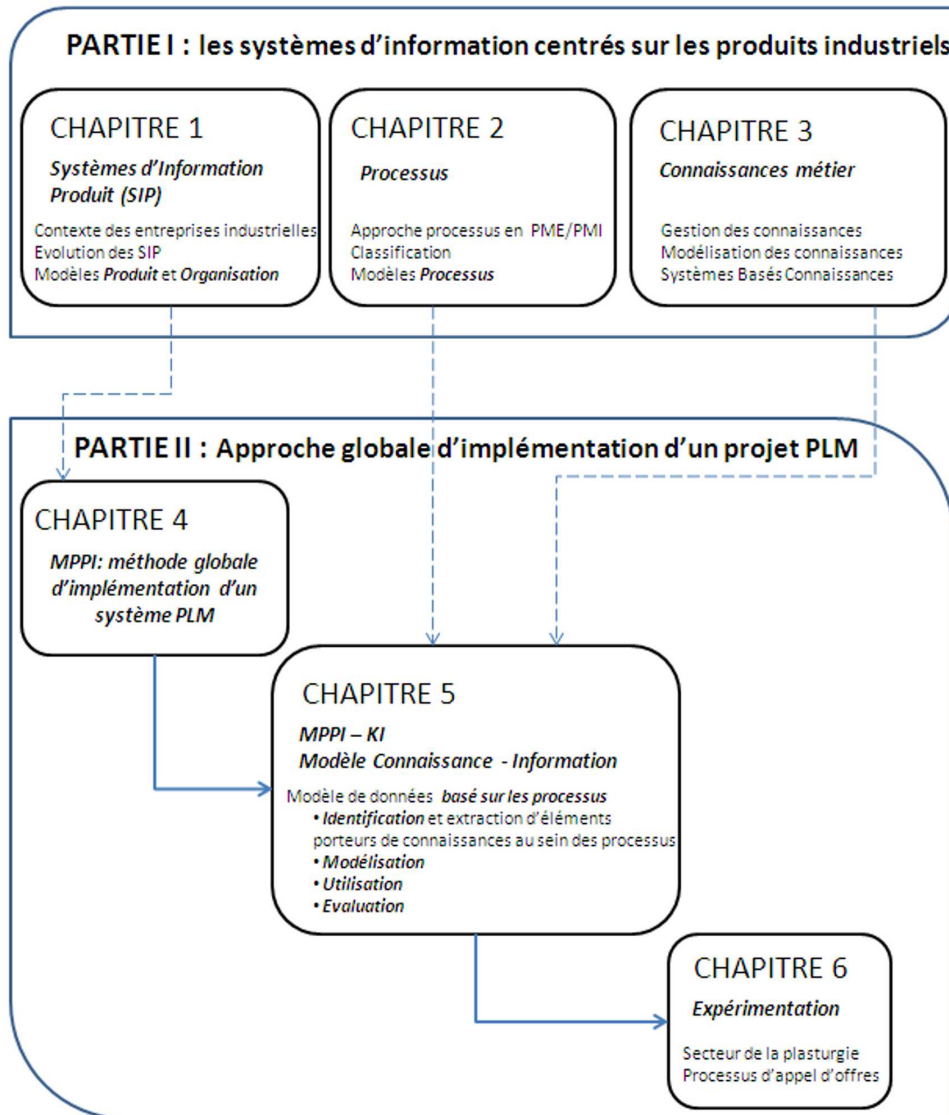 PARTIE I : les systèmes d'information centrés sur les produits industriels
CHAPITRE 1
Systèmes d'Information
Produit (SIP)
Contexte des entreprises industrielles
Evolution des SIP
Modèles Produit et Organisation
CHAPITRE 2
Processus
Approche processus en PME/PMI
Classification
Modèles Processus
CHAPITRE 3
Connaissances métier
Gestion des connaissances
Modélisation des connaissances
Systèmes Basés Connaissances
PARTIE II : Approche globale d'implémentation d'un projet PLM
CHAPITRE 4
MPPI: méthode globale
d'implémentation d'un
système PLM
CHAPITRE 5
MPPI – KI
Modèle Connaissance - Information
Modèle de données basé sur les processus
• Identification et extraction d'éléments
porteurs de connaissances au sein des processus
• Modélisation
• Utilisation
• Evaluation
CHAPITRE 6
Expérimentation
Secteur de la plasturgie
Processus d'appel d'offres